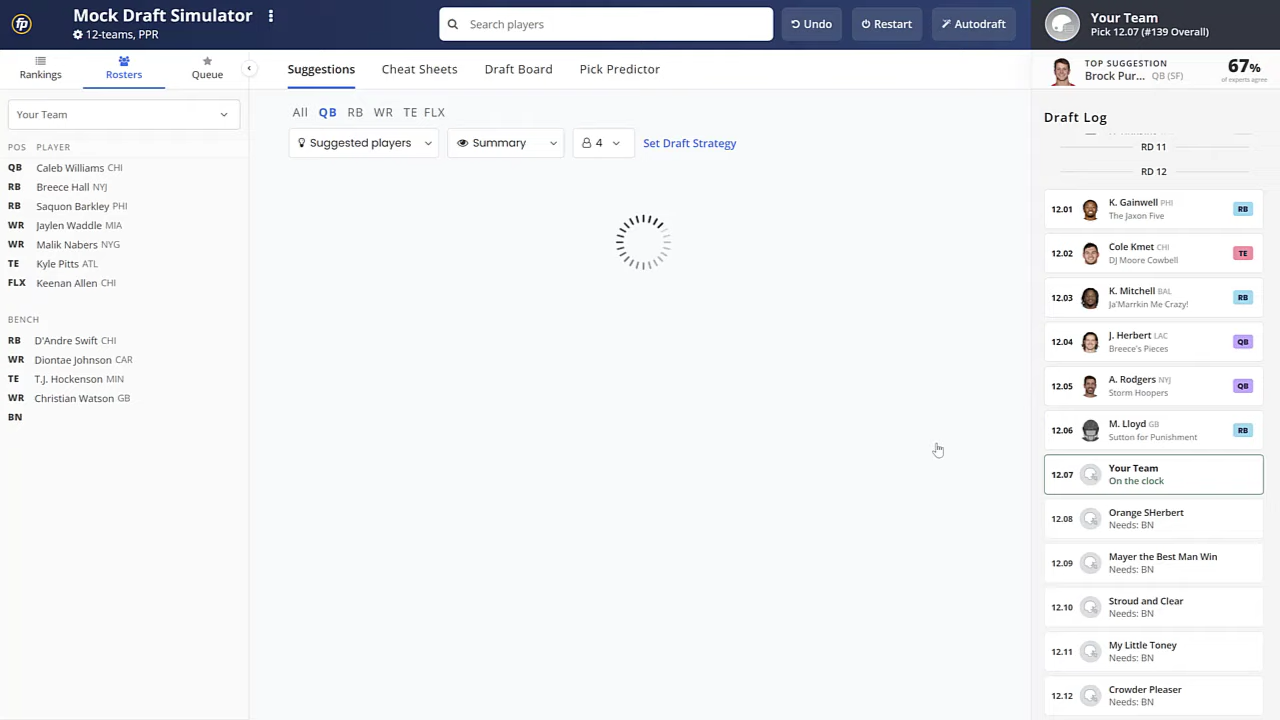 fp
Mock Draft Simulator
12-teams, PPR
Search players
Undo
Restart
Autodraft
Your Team
Pick 12.07 (#139 Overall)
Rankings
Rosters
Queue
Suggestions
Cheat Sheets
Draft Board
Pick Predictor
TOP SUGGESTION
Brock Pur... QB (SF)
67%
of experts agree
Your Team
All QB RB WR TE FLX
Suggested players
Summary
4
Set Draft Strategy
POS PLAYER
QB Caleb Williams CHI
RB Breece Hall NYJ
RB Saquon Barkley PHI
WR Jaylen Waddle MIA
WR Malik Nabers NYG
TE Kyle Pitts ATL
FLX Keenan Allen CHI
BENCH
RB D'Andre Swift CHI
WR Diontae Johnson CAR
TE T.J. Hockenson MIN
WR Christian Watson GB
BN
Draft Log
RD 11
RD 12
12.01 K. Gainwell PHI RB
The Jaxon Five
12.02 Cole Kmet CHI TE
DJ Moore Cowbell
12.03 K. Mitchell BAL RB
Ja'Marrkin Me Crazy!
12.04 J. Herbert LAC QB
Breece's Pieces
12.05 A. Rodgers NYJ QB
Storm Hoopers
12.06 M. Lloyd GB RB
Sutton for Punishment
12.07 Your Team
On the clock
12.08 Orange SHerbert
Needs: BN
12.09 Mayer the Best Man Win
Needs: BN
12.10 Stroud and Clear
Needs: BN
12.11 My Little Toney
Needs: BN
12.12 Crowder Pleaser
Needs: BN